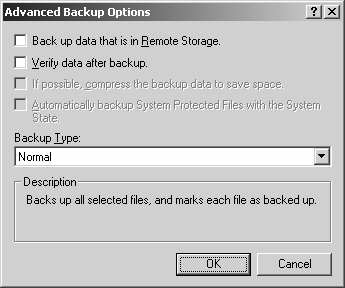 Advanced Backup Options
Back up data that is in Remote Storage.
Verify data after backup.
If possible, compress the backup data to save space.
Automatically backup System Protected Files with the System
State.
Backup Type:
Normal
Description
Backs up all selected files, and marks each file as backed up.
OK
Cancel